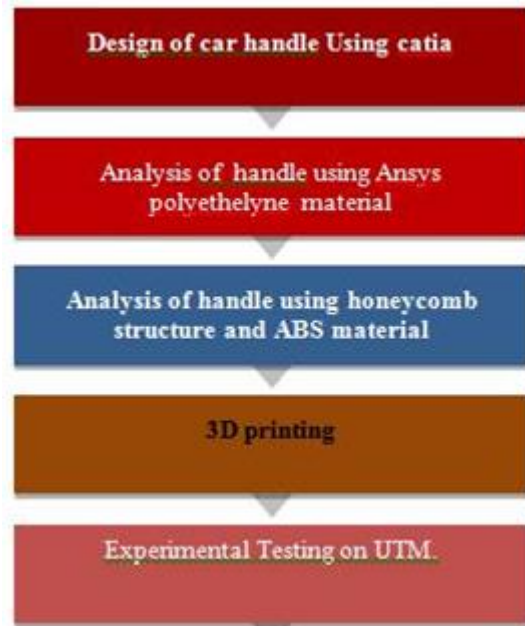 Design of car handle Using catia
Analysis of handle using Ansys
polyethelyne material
Analysis of handle using honeycomb
structure and ABS material
3D printing
Experimental Testing on UTM.